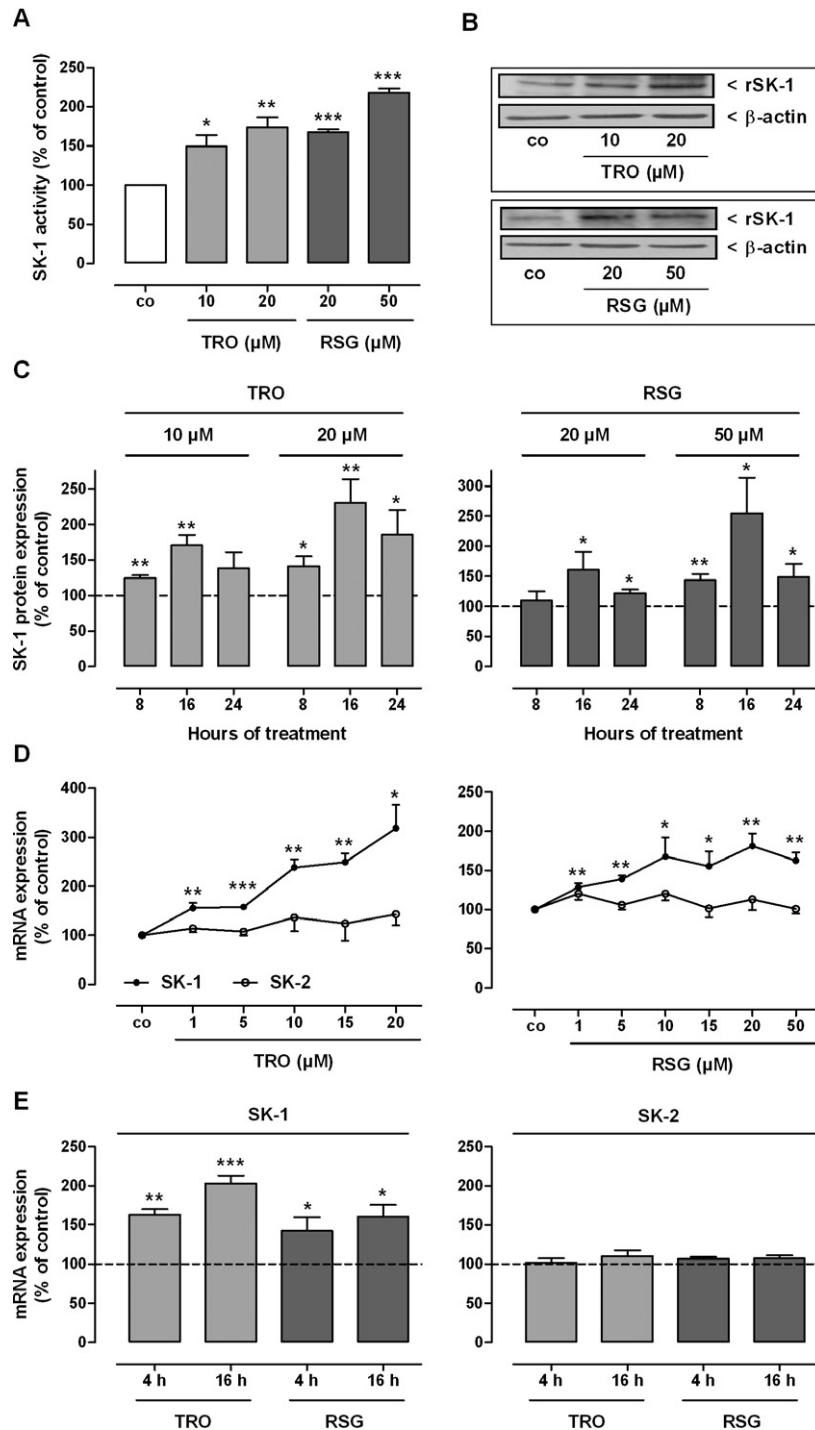 A
SK-1 activity (% of control)
250
200
150
100
50
0
* ** *** ***
co 10 20 20 50
TRO (µM) RSG (µM)
B
< rSK-1
< β-actin
co 10 20
TRO (µM)
< rSK-1
< β-actin
co 20 50
RSG (µM)
C
TRO
10 µM 20 µM
SK-1 protein expression
(% of control)
250
200
150
100
50
0
** ** * ** *
8 16 24 8 16 24
Hours of treatment
RSG
20 µM 50 µM
300
250
200
150
100
50
0
* * ** * *
8 16 24 8 16 24
Hours of treatment
D
mRNA expression
(% of control)
400
300
200
100
0
** *** ** ** *
SK-1 SK-2
co 1 5 10 15 20
TRO (µM)
250
200
150
100
50
0
** ** * * ** **
co 1 5 10 15 20 50
RSG (µM)
E
SK-1
mRNA expression
(% of control)
250
200
150
100
50
0
** *** * *
4 h 16 h 4 h 16 h
TRO RSG
SK-2
250
200
150
100
50
0
4 h 16 h 4 h 16 h
TRO RSG